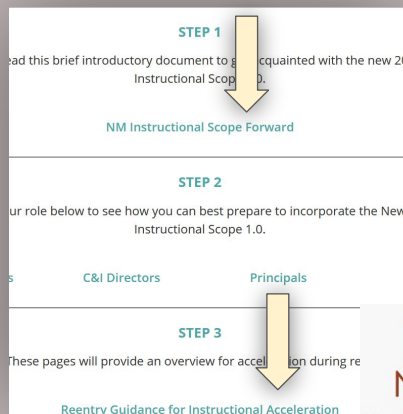 STEP 1
ead this brief introductory document to g cquainted with the new 20
Instructional Scop .0.
NM Instructional Scope Forward
STEP 2
ur role below to see how you can best prepare to incorporate the New
Instructional Scope 1.0.
s C&I Directors Principals
STEP 3
These pages will provide an overview for accel ion during re
N
Reentry Guidance for Instructional Acceleration